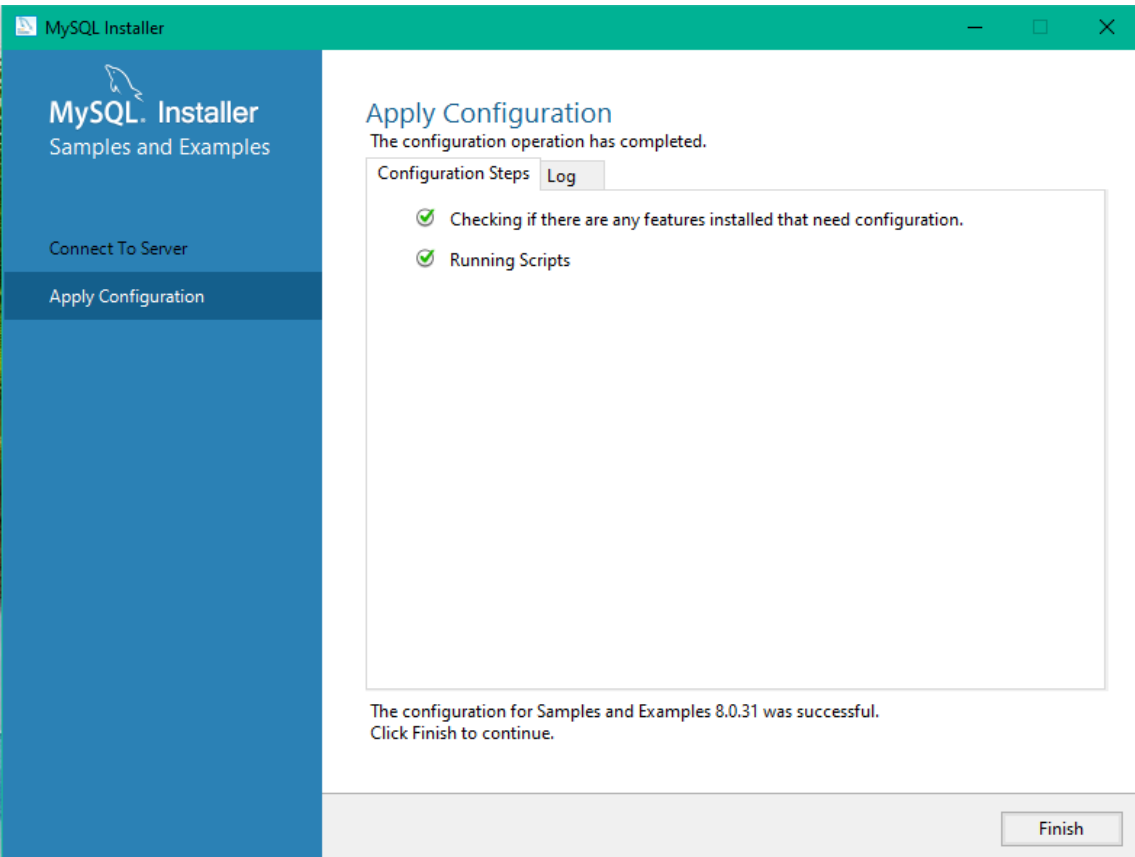 MySQL Installer
MySQL. Installer
Samples and Examples
Connect To Server
Apply Configuration
Apply Configuration
The configuration operation has completed.
Configuration Steps
Log
Checking if there are any features installed that need configuration.
Running Scripts
The configuration for Samples and Examples 8.0.31 was successful.
Click Finish to continue.
Finish